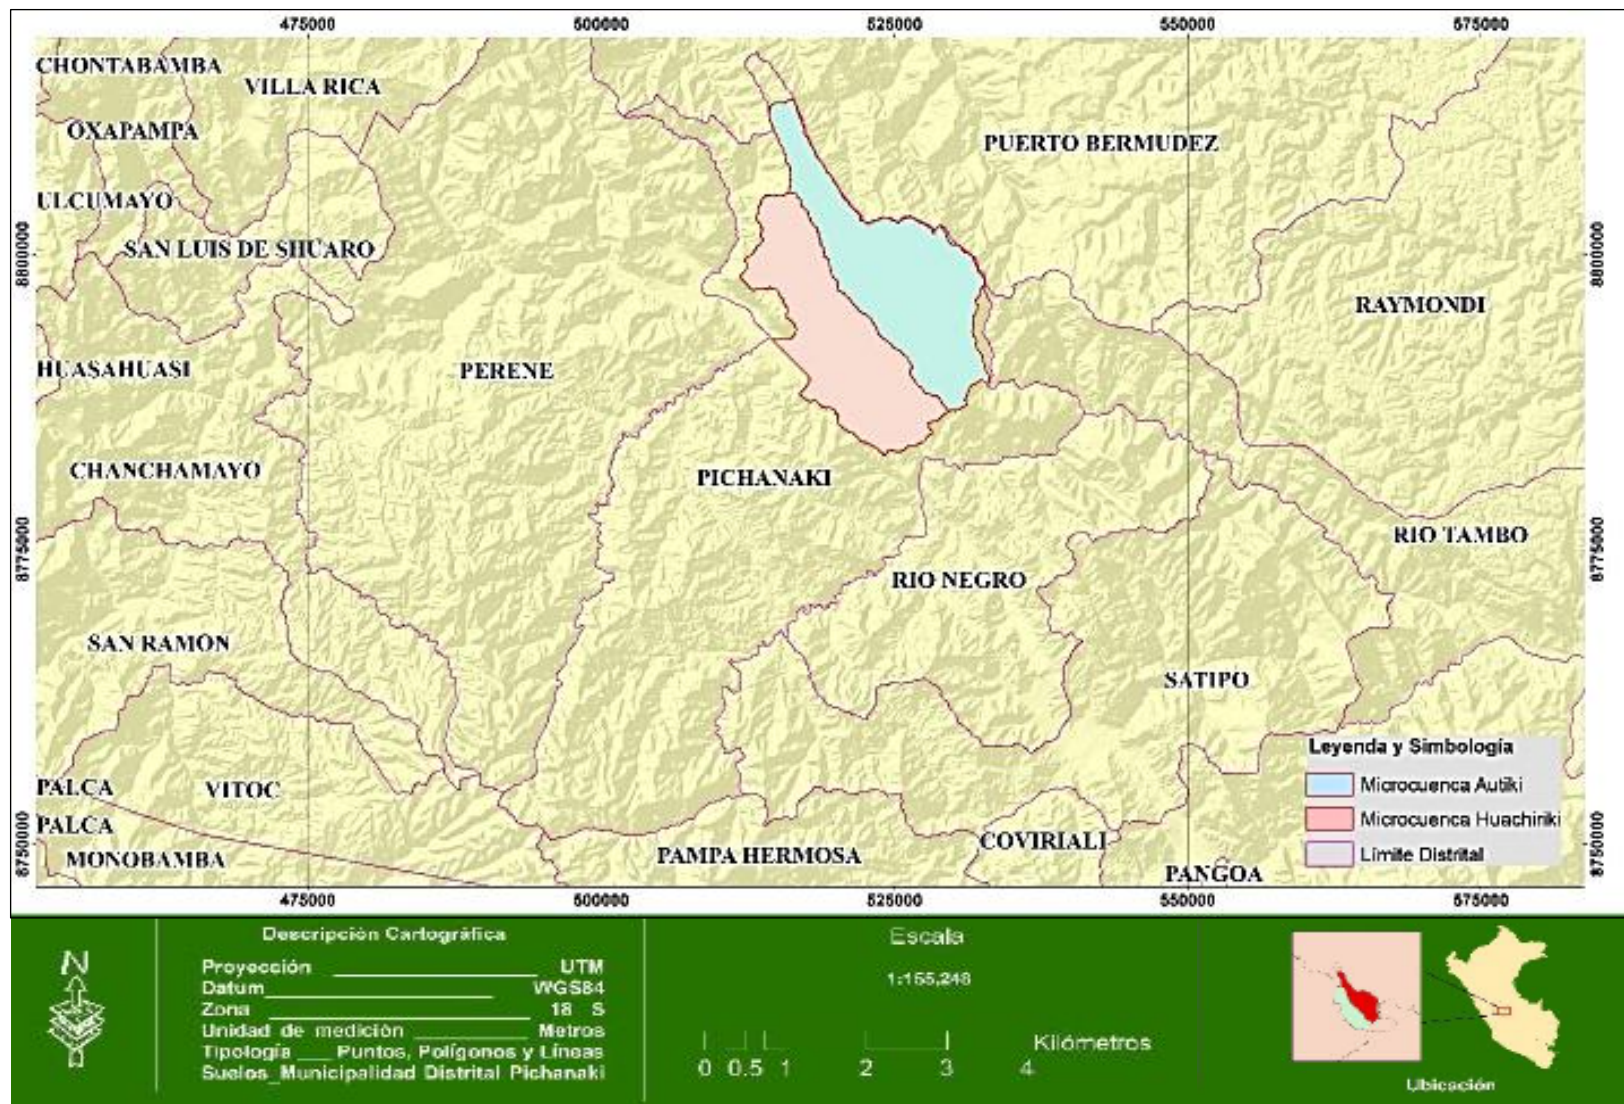 475000 500000 525000 550000 575000
CHONTABAMBA
VILLA RICA
OXAPAMPA
PUERTO BERMUDEZ
ULCUMAYO
SAN LUIS DE SHUARO
8800000 8800000
RAYMONDI
HUASAHUASI
PERENE
CHANCHAMAYO
PICHANAKI
8775000 8775000
RIO TAMBO
RIO NEGRO
SAN RAMON
SATIPO
Leyenda y Simbología
Microcuenca Autiki
Microcuenca Huachiriki
Límite Distrital
PALCA
VITOC
PALCA
8750000 8750000
COVIRIALI
MONOBAMBA
PAMPA HERMOSA
PANGOA
475000 500000 525000 550000 575000
N
Descripción Cartográfica
Proyección UTM
Datum WGS84
Zona 18 S
Unidad de medición Metros
Tipología Puntos, Polígonos y Líneas
Suelos_Municipalidad Distrital Pichanaki
Escala
1:155,248
Kilómetros
0 0.5 1 2 3 4
Ubicación